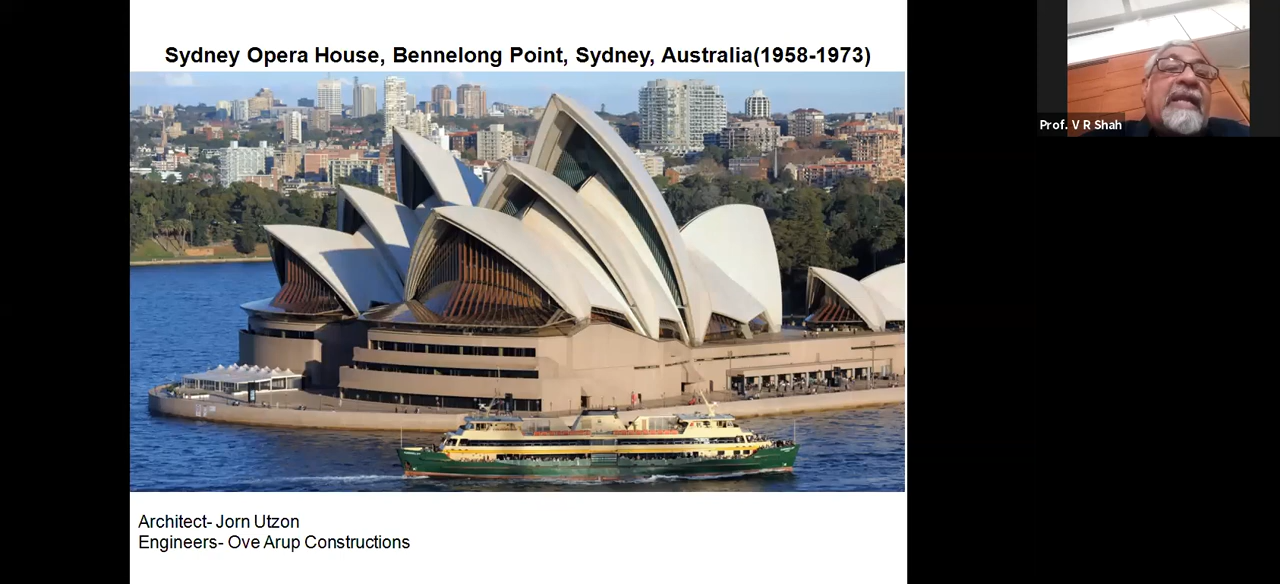 Sydney Opera House, Bennelong Point, Sydney, Australia(1958-1973)
Prof. V R Shah
Architect- Jorn Utzon
Engineers- Ove Arup Constructions